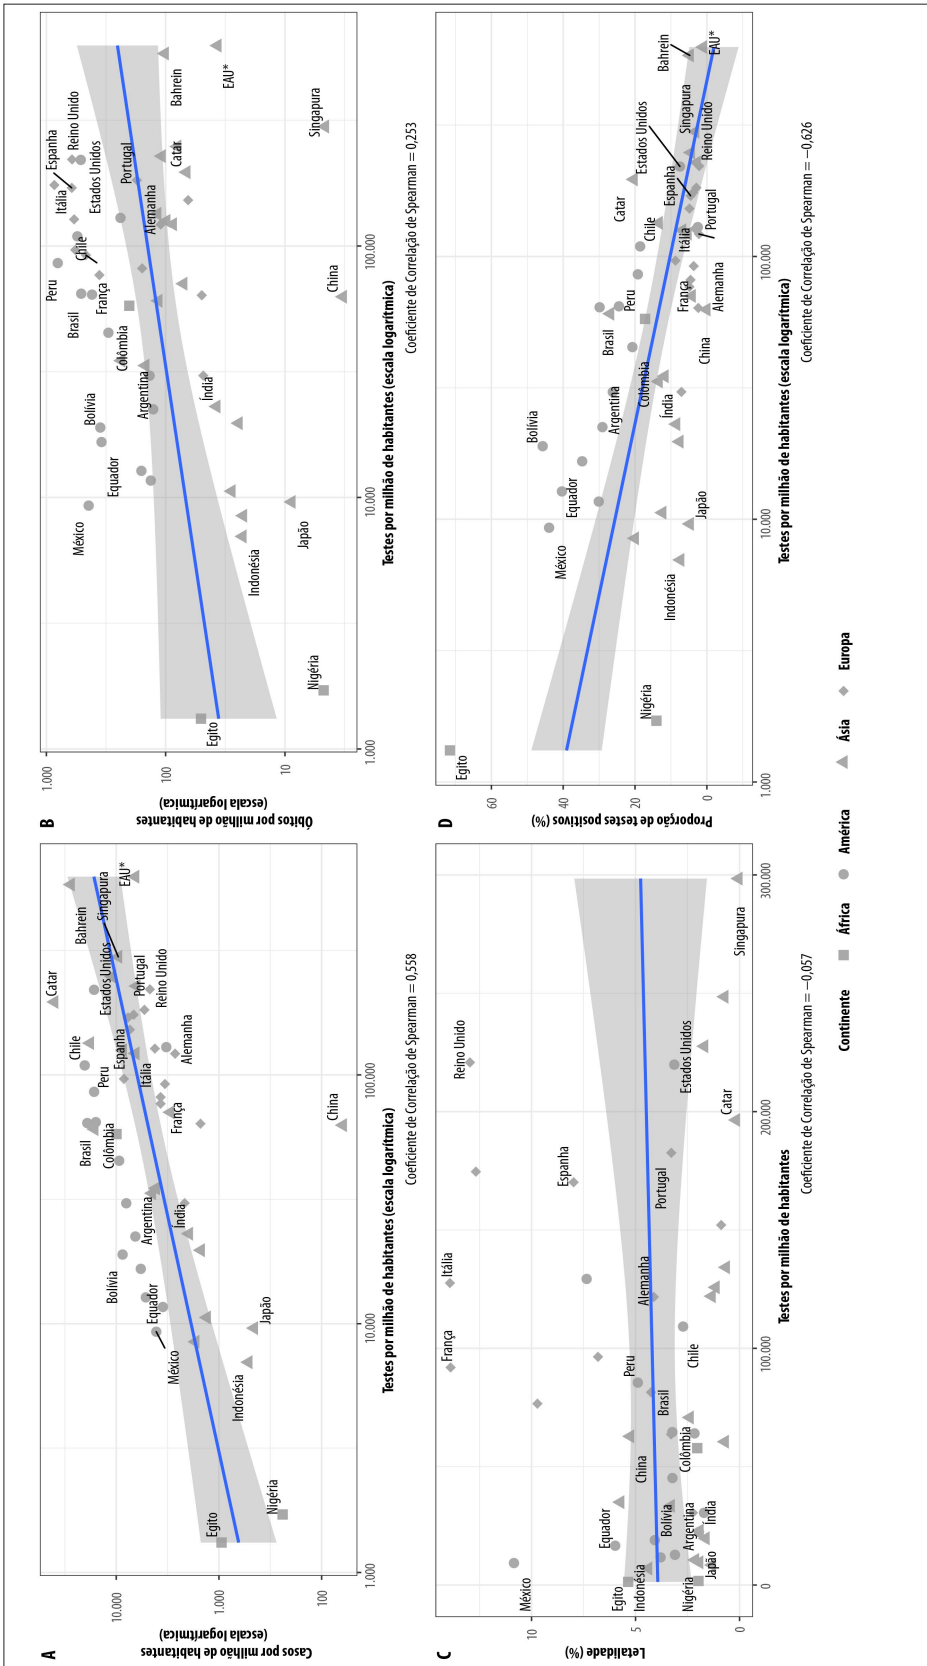 A
Casos por milhão de habitantes
(escala logarítmica)
10.000
1.000
100
Egito
Nigéria
México
Equador
Bolívia
Indonésia
Japão
Argentina
Índia
Colômbia
Brasil
Peru
Chile
França
China
Itália
Espanha
Alemanha
Catar
Estados Unidos
Portugal
Reino Unido
Bahrein
Singapura
EAU*
1.000
10.000
100.000
Testes por milhão de habitantes (escala logarítmica)
Coeficiente de Correlação de Spearman = 0,558
B
Óbitos por milhão de habitantes
(escala logarítmica)
1.000
100
10
Egito
Nigéria
México
Equador
Bolívia
Indonésia
Japão
Argentina
Índia
Colômbia
Brasil
Peru
França
Chile
China
Itália
Espanha
Reino Unido
Estados Unidos
Alemanha
Portugal
Catar
Bahrein
EAU*
Singapura
1.000
10.000
100.000
Testes por milhão de habitantes (escala logarítmica)
Coeficiente de Correlação de Spearman = 0,253
C
Letalidade (%)
10
5
0
México
Egito
Indonésia
Nigéria
Japão
Equador
Bolívia
Argentina
Índia
China
Colômbia
Brasil
Peru
Chile
França
Itália
Alemanha
Espanha
Portugal
Reino Unido
Estados Unidos
Catar
Singapura
0
100.000
200.000
300.000
Testes por milhão de habitantes
Coeficiente de Correlação de Spearman = −0,057
D
Proporção de testes positivos (%)
60
40
20
0
Egito
Nigéria
México
Equador
Bolívia
Indonésia
Japão
Argentina
Índia
Colômbia
Brasil
Peru
Chile
Catar
China
França
Alemanha
Itália
Portugal
Espanha
Estados Unidos
Reino Unido
Singapura
Bahrein
EAU*
1.000
10.000
100.000
Testes por milhão de habitantes (escala logarítmica)
Coeficiente de Correlação de Spearman = −0,626
Continente África América Ásia Europa